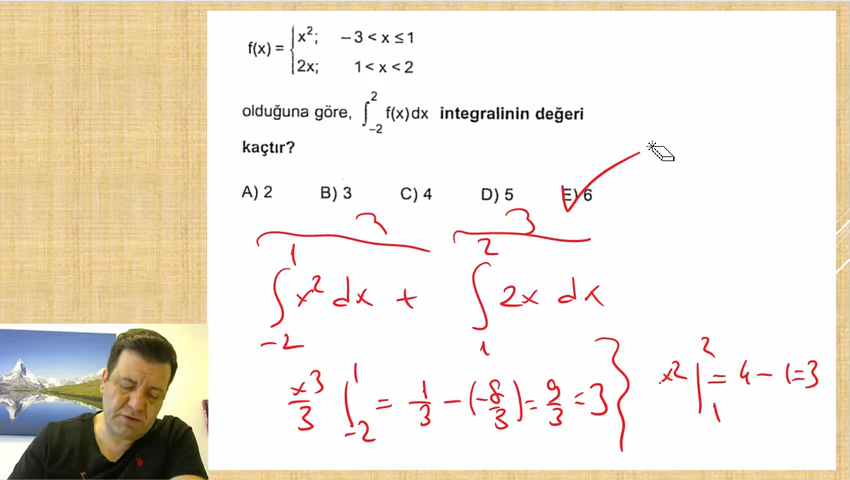 f(x) = { x²; −3 < x ≤ 1
2x; 1 < x < 2
olduğuna göre, ∫₋₂² f(x)dx integralinin değeri
kaçtır?
A) 2 B) 3 C) 4 D) 5 E) 6
3 3
∫₋₂¹ x² dx + ∫₁² 2x dx
x³/3 |₋₂¹ = 1/3 − (−8/3) = 9/3 = 3 } x² |₁² = 4 − 1 = 3